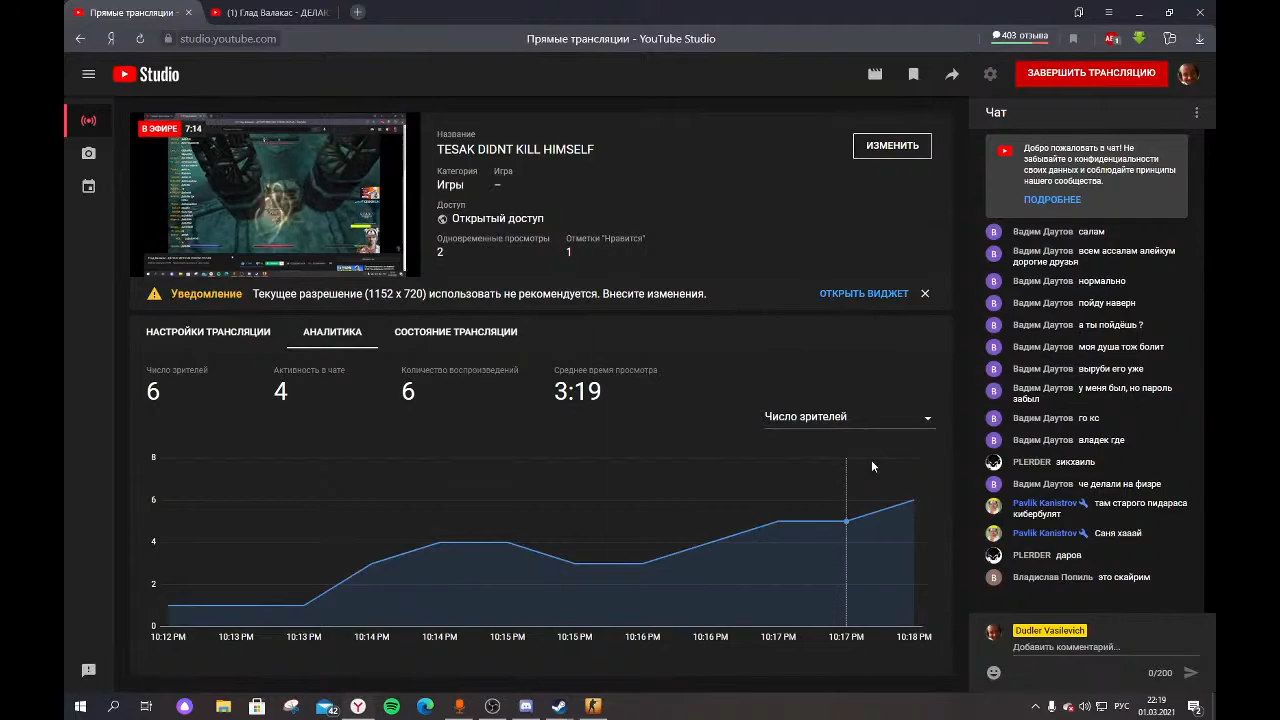 Прямые трансляции -
(1) Глад Валакас - ДЕЛАК
Я
studio.youtube.com
Прямые трансляции - YouTube Studio
403 отзыва
Studio
ЗАВЕРШИТЬ ТРАНСЛЯЦИЮ
В ЭФИРЕ 7:14
Название
TESAK DIDNT KILL HIMSELF
ИЗМЕНИТЬ
Категория Игра
Игры –
Доступ
Открытый доступ
Одновременные просмотры Отметки "Нравится"
2 1
Уведомление Текущее разрешение (1152 x 720) использовать не рекомендуется. Внесите изменения. ОТКРЫТЬ ВИДЖЕТ
НАСТРОЙКИ ТРАНСЛЯЦИИ АНАЛИТИКА СОСТОЯНИЕ ТРАНСЛЯЦИИ
Число зрителей Активность в чате Количество воспроизведений Среднее время просмотра
6 4 6 3:19
Число зрителей
8
6
4
2
0
10:12 PM 10:13 PM 10:13 PM 10:14 PM 10:14 PM 10:15 PM 10:15 PM 10:16 PM 10:16 PM 10:17 PM 10:17 PM 10:18 PM
Чат
Добро пожаловать в чат! Не
забывайте о конфиденциальности
своих данных и соблюдайте принципы
нашего сообщества.
ПОДРОБНЕЕ
В Вадим Даутов салам
В Вадим Даутов всем ассалам алейкум
дорогие друзья
В Вадим Даутов нормально
В Вадим Даутов пойду наверн
В Вадим Даутов а ты пойдёшь ?
В Вадим Даутов моя душа тож болит
В Вадим Даутов выруби его уже
В Вадим Даутов у меня был, но пароль
забыл
В Вадим Даутов го кс
В Вадим Даутов владек где
PLERDER зикхаиль
В Вадим Даутов че делали на физре
Pavlik Kanistrov там старого пидараса
кибербулят
Pavlik Kanistrov Саня хааай
PLERDER даров
В Владислав Попиль это скайрим
Dudler Vasilevich
Добавить комментарий...
0/200
42
РУС
22:19
01.03.2021
2